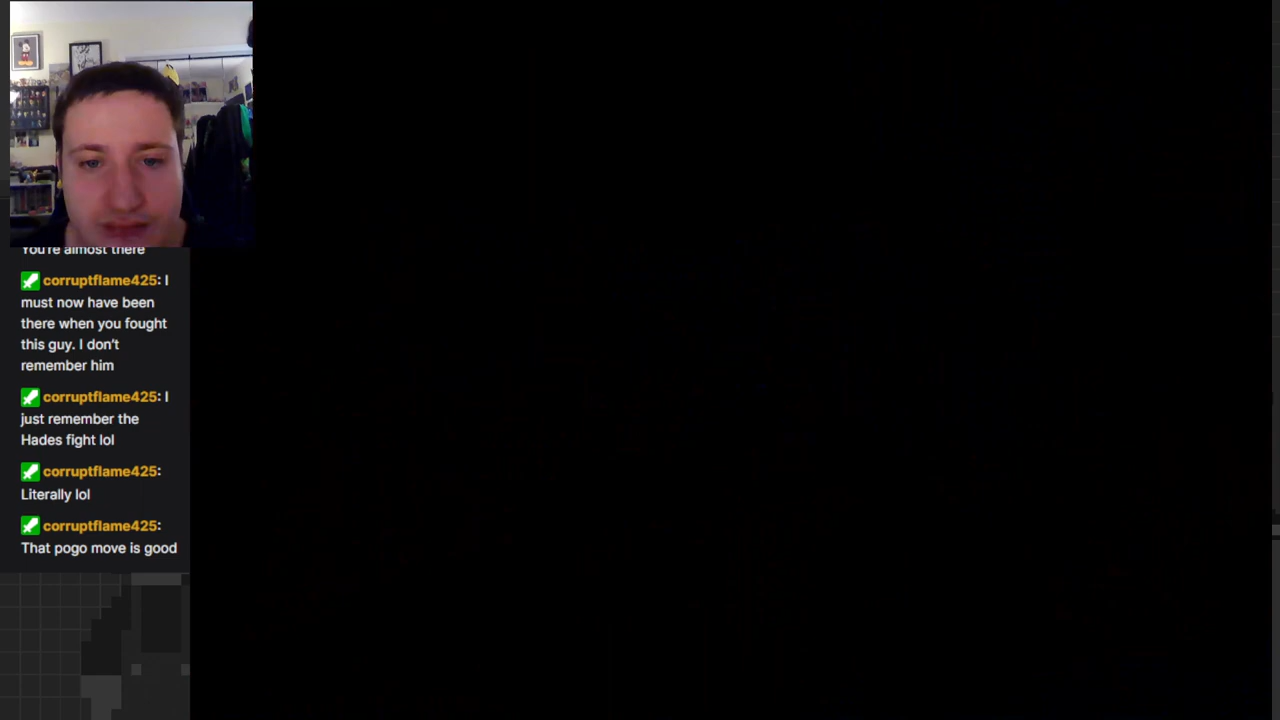 You're almost there
corruptflame425: I
must now have been
there when you fought
this guy. I don't
remember him
corruptflame425: I
just remember the
Hades fight lol
corruptflame425:
Literally lol
corruptflame425:
That pogo move is good